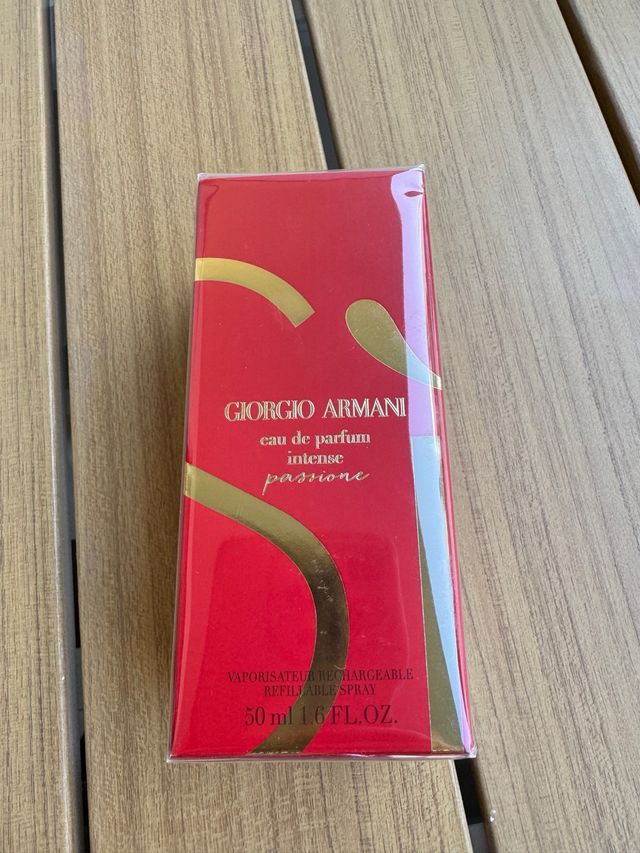 GIORGIO ARMANI
eau de parfum
intense
passione
VAPORISATEUR RECHARGEABLE
REFILLABLE SPRAY
50 ml 1.6 FL.OZ.